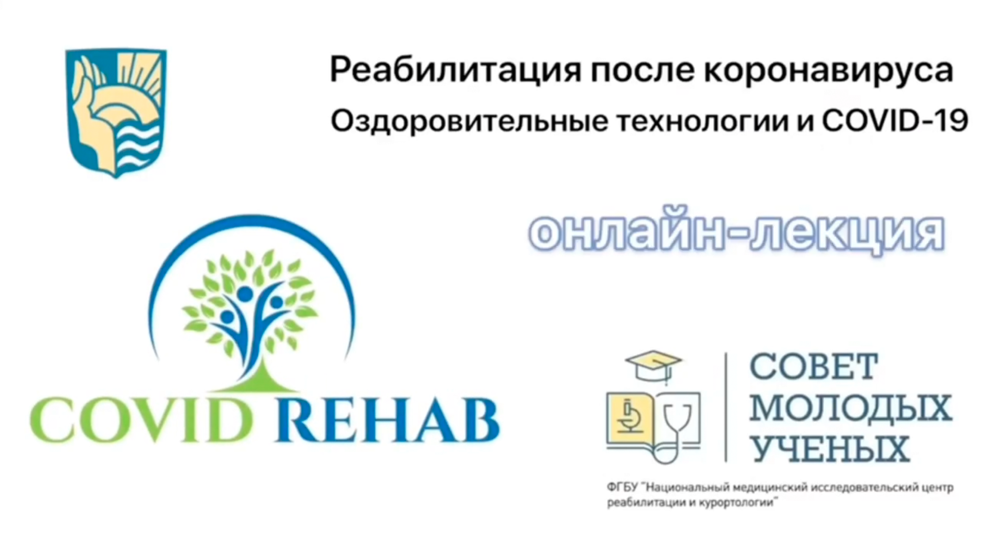 Реабилитация после коронавируса
Оздоровительные технологии и COVID-19
онлайн-лекция
COVID REHAB
СОВЕТ
МОЛОДЫХ
УЧЕНЫХ
ФГБУ "Национальный медицинский исследовательский центр
реабилитации и курортологии"